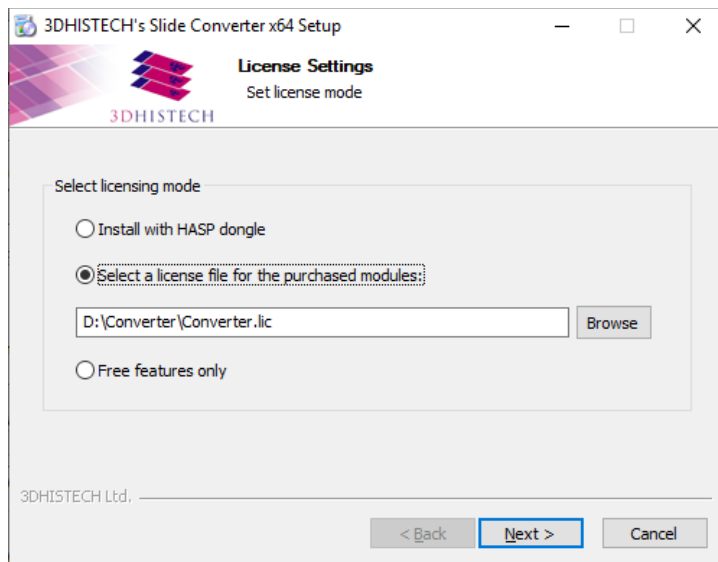 3DHISTECH's Slide Converter x64 Setup
License Settings
Set license mode
3DHISTECH
Select licensing mode
Install with HASP dongle
Select a license file for the purchased modules:
D:\Converter\Converter.lic
Browse
Free features only
3DHISTECH Ltd.
< Back
Next >
Cancel